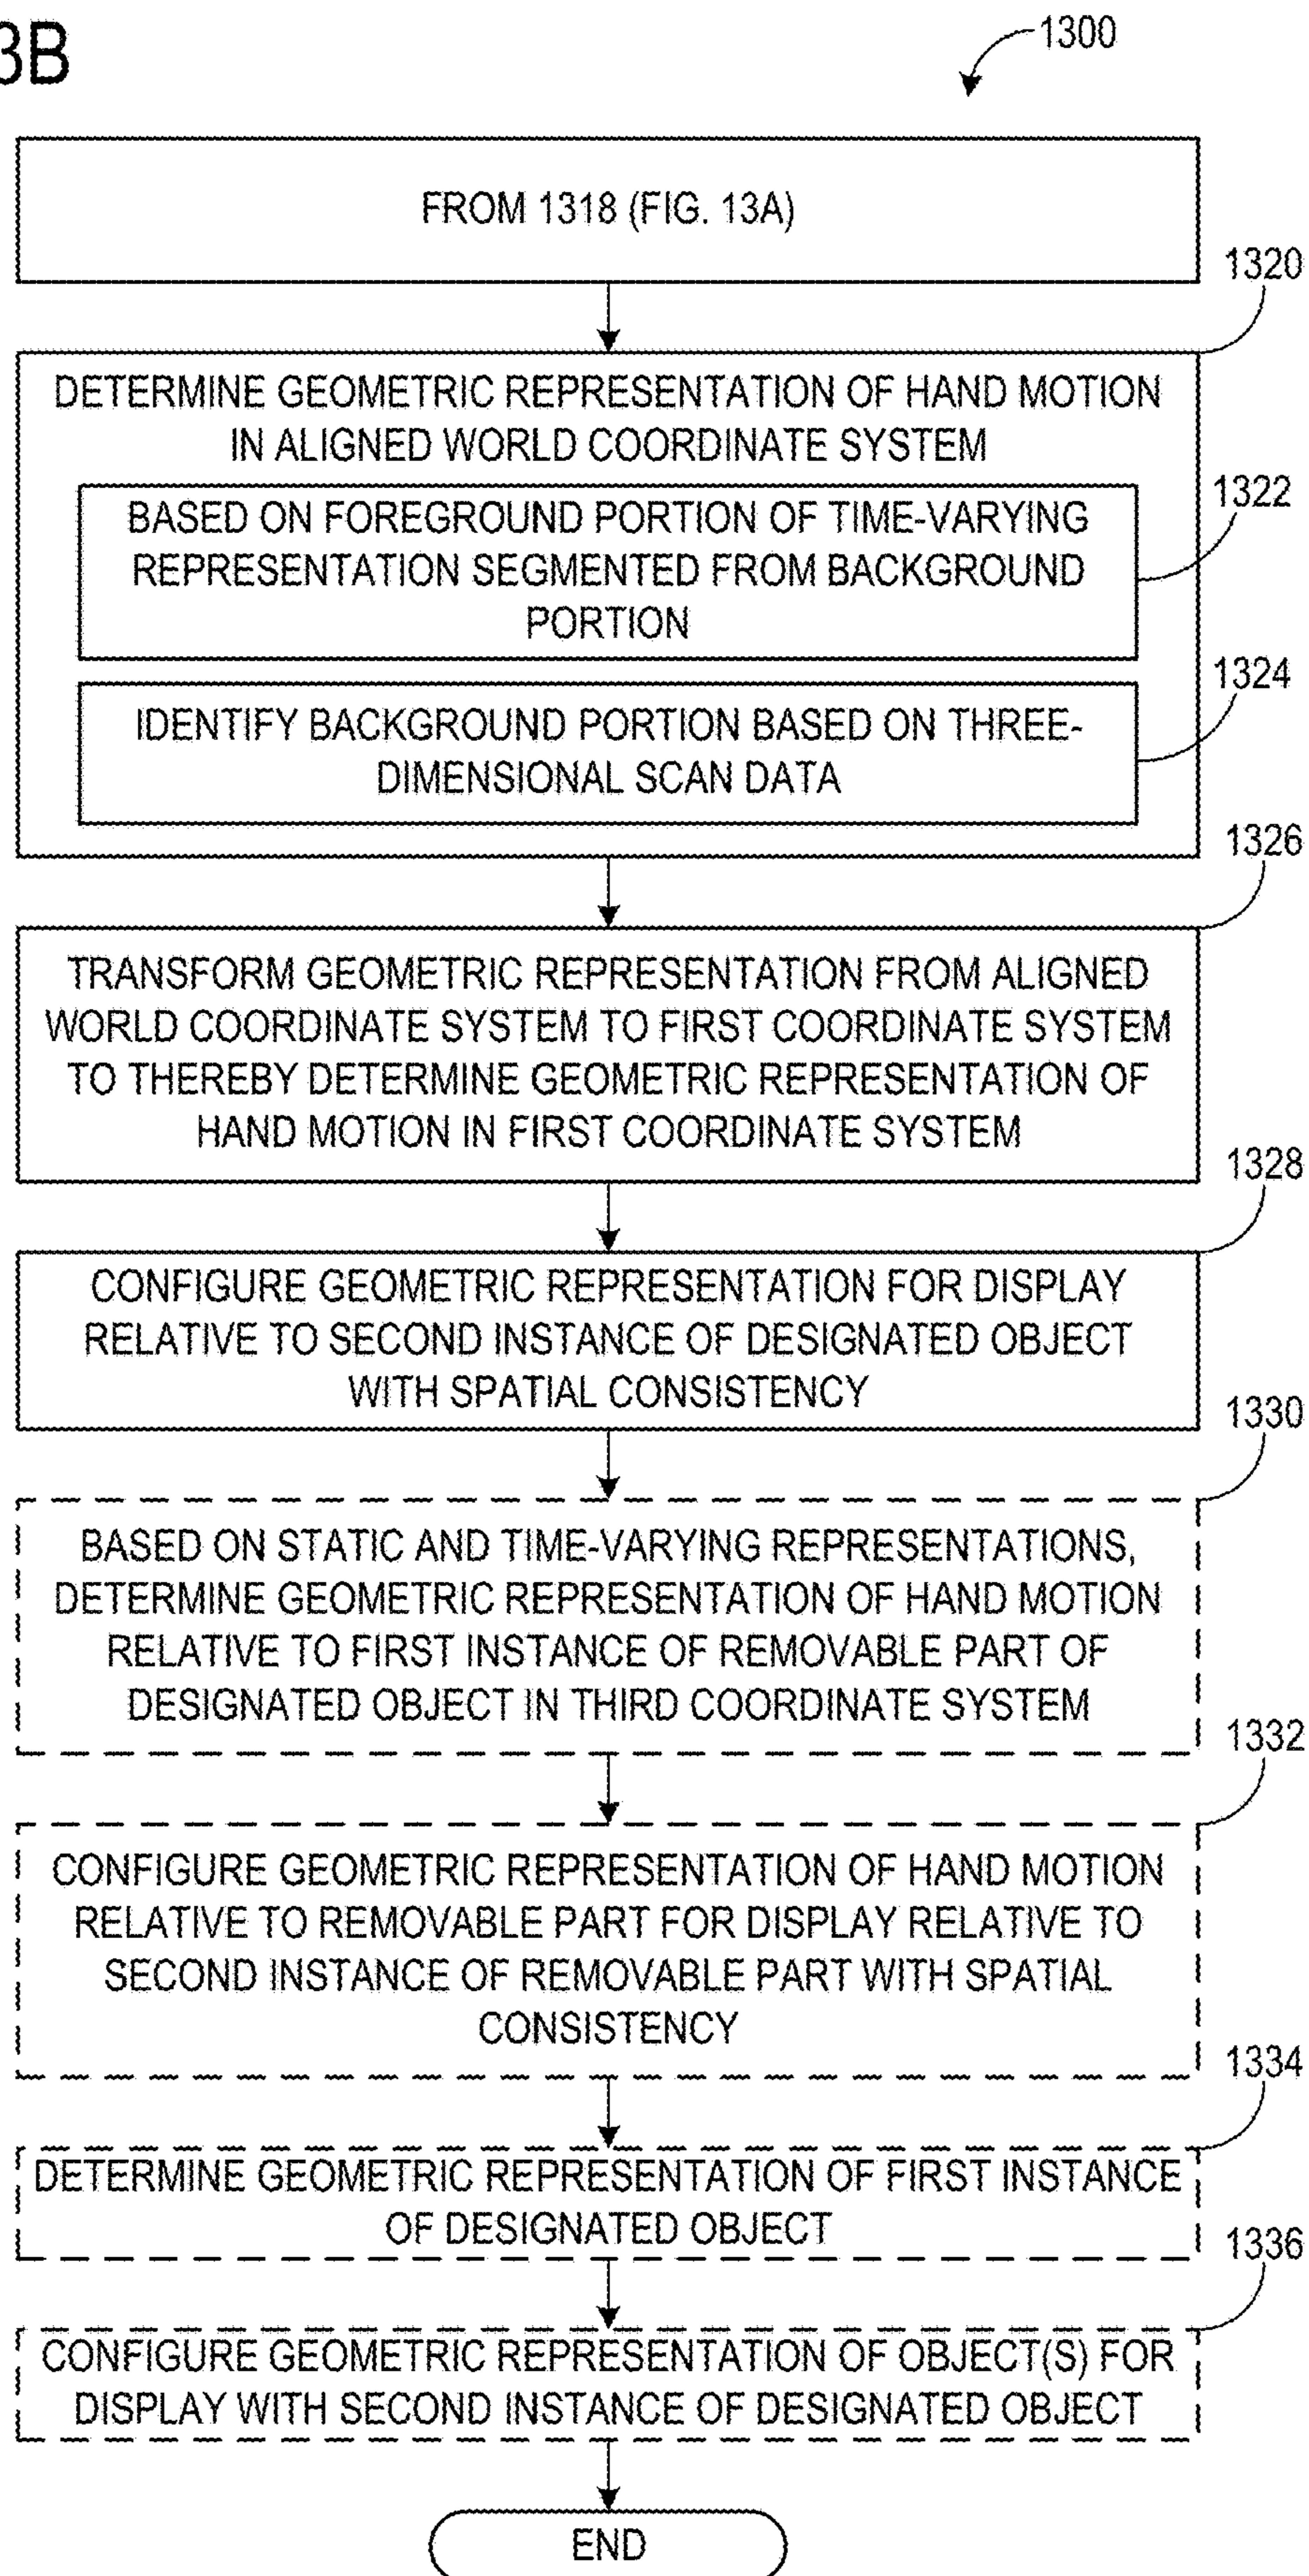 3B
1300
FROM 1318 (FIG. 13A)
1320
DETERMINE GEOMETRIC REPRESENTATION OF HAND MOTION
IN ALIGNED WORLD COORDINATE SYSTEM
1322
BASED ON FOREGROUND PORTION OF TIME-VARYING
REPRESENTATION SEGMENTED FROM BACKGROUND
PORTION
1324
IDENTIFY BACKGROUND PORTION BASED ON THREE-
DIMENSIONAL SCAN DATA
1326
TRANSFORM GEOMETRIC REPRESENTATION FROM ALIGNED
WORLD COORDINATE SYSTEM TO FIRST COORDINATE SYSTEM
TO THEREBY DETERMINE GEOMETRIC REPRESENTATION OF
HAND MOTION IN FIRST COORDINATE SYSTEM
1328
CONFIGURE GEOMETRIC REPRESENTATION FOR DISPLAY
RELATIVE TO SECOND INSTANCE OF DESIGNATED OBJECT
WITH SPATIAL CONSISTENCY
1330
BASED ON STATIC AND TIME-VARYING REPRESENTATIONS,
DETERMINE GEOMETRIC REPRESENTATION OF HAND MOTION
RELATIVE TO FIRST INSTANCE OF REMOVABLE PART OF
DESIGNATED OBJECT IN THIRD COORDINATE SYSTEM
1332
CONFIGURE GEOMETRIC REPRESENTATION OF HAND MOTION
RELATIVE TO REMOVABLE PART FOR DISPLAY RELATIVE TO
SECOND INSTANCE OF REMOVABLE PART WITH SPATIAL
CONSISTENCY
1334
DETERMINE GEOMETRIC REPRESENTATION OF FIRST INSTANCE
OF DESIGNATED OBJECT
1336
CONFIGURE GEOMETRIC REPRESENTATION OF OBJECT(S) FOR
DISPLAY WITH SECOND INSTANCE OF DESIGNATED OBJECT
END